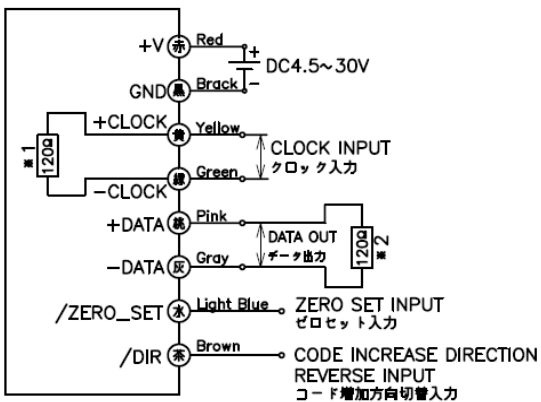 +V 赤 Red
+
DC4.5~30V
GND 黒 Brack -
+CLOCK 黄 Yellow
※1 120Ω
CLOCK INPUT
クロック入力
-CLOCK 緑 Green
+DATA 桃 Pink
DATA OUT
データ出力
120Ω ※2
-DATA 灰 Gray
/ZERO_SET 水 Light Blue
ZERO SET INPUT
ゼロセット入力
/DIR 茶 Brown
CODE INCREASE DIRECTION
REVERSE INPUT
コード増加方向切替入力